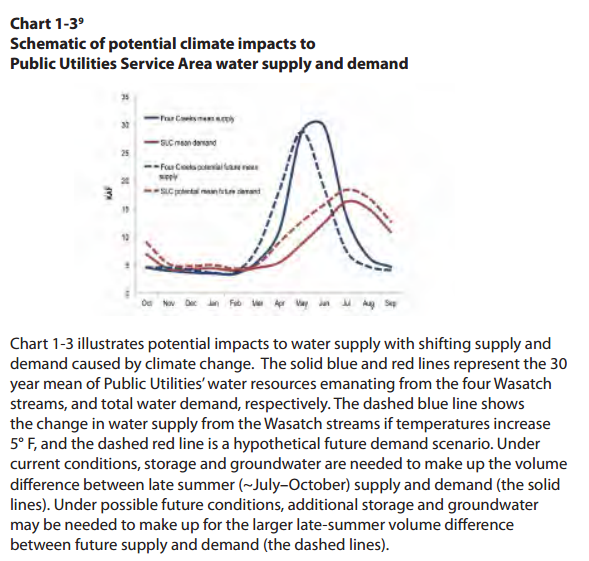 Chart 1-3⁹
Schematic of potential climate impacts to
Public Utilities Service Area water supply and demand
35
30
25
20
15
10
5
0
KAF
Four Creeks mean supply
SLC mean demand
Four Creeks potential future mean
supply
SLC potential mean future demand
Oct Nov Dec Jan Feb Mar Apr May Jun Jul Aug Sep
Chart 1-3 illustrates potential impacts to water supply with shifting supply and
demand caused by climate change. The solid blue and red lines represent the 30
year mean of Public Utilities' water resources emanating from the four Wasatch
streams, and total water demand, respectively. The dashed blue line shows
the change in water supply from the Wasatch streams if temperatures increase
5° F, and the dashed red line is a hypothetical future demand scenario. Under
current conditions, storage and groundwater are needed to make up the volume
difference between late summer (~July–October) supply and demand (the solid
lines). Under possible future conditions, additional storage and groundwater
may be needed to make up for the larger late-summer volume difference
between future supply and demand (the dashed lines).